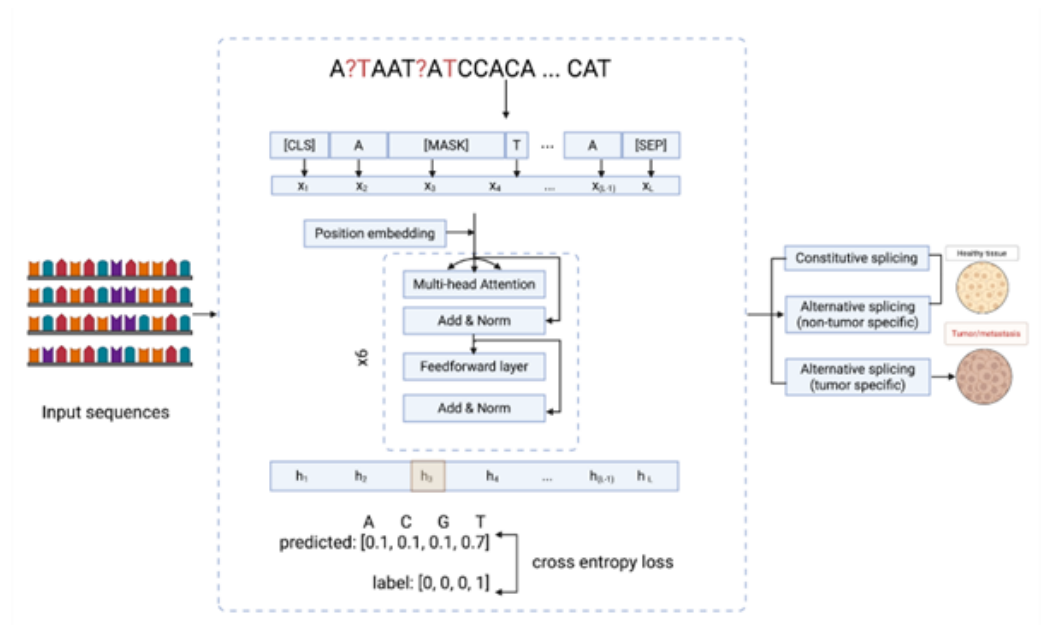 A?TAAT?ATCCACA ... CAT
[CLS] A [MASK] T ... A [SEP]
x₁ x₂ x₃ x₄ ... x₍L₋₁₎ x_L
Position embedding
Multi-head Attention
Add & Norm
x6
Feedforward layer
Add & Norm
h₁ h₂ h₃ h₄ ... h₍L₋₁₎ h_L
A C G T
predicted: [0.1, 0.1, 0.1, 0.7]
cross entropy loss
label: [0, 0, 0, 1]
Input sequences
Constitutive splicing
Healthy tissue
Alternative splicing
(non-tumor specific)
Tumor/metastasis
Alternative splicing
(tumor specific)